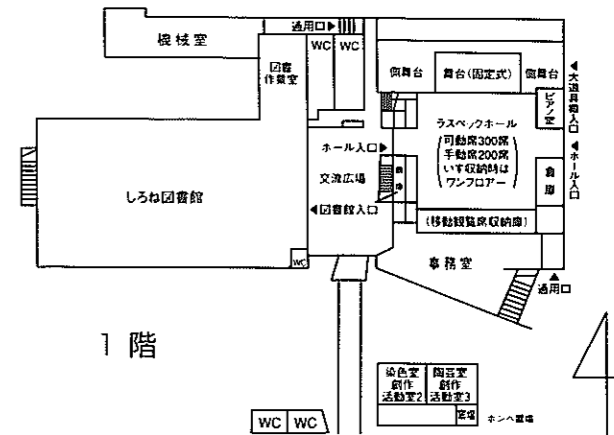 機械室
通用口▶
図書
作業室
WC
WC
側舞台
舞台(固定式)
側舞台
ピアノ室
◀大道具搬入口
ラスペックホール
可動席300席
手動席200席
いす収納時は
ワンフロアー
ホール入口▶
◀ホール入口
倉庫
交流広場
倉庫
しろね図書館
◀図書館入口
(移動観覧席収納庫)
WC
事務室
▲
通用口
1階
染色室
創作
活動室2
陶芸室
創作
活動室3
窯場
WC
WC